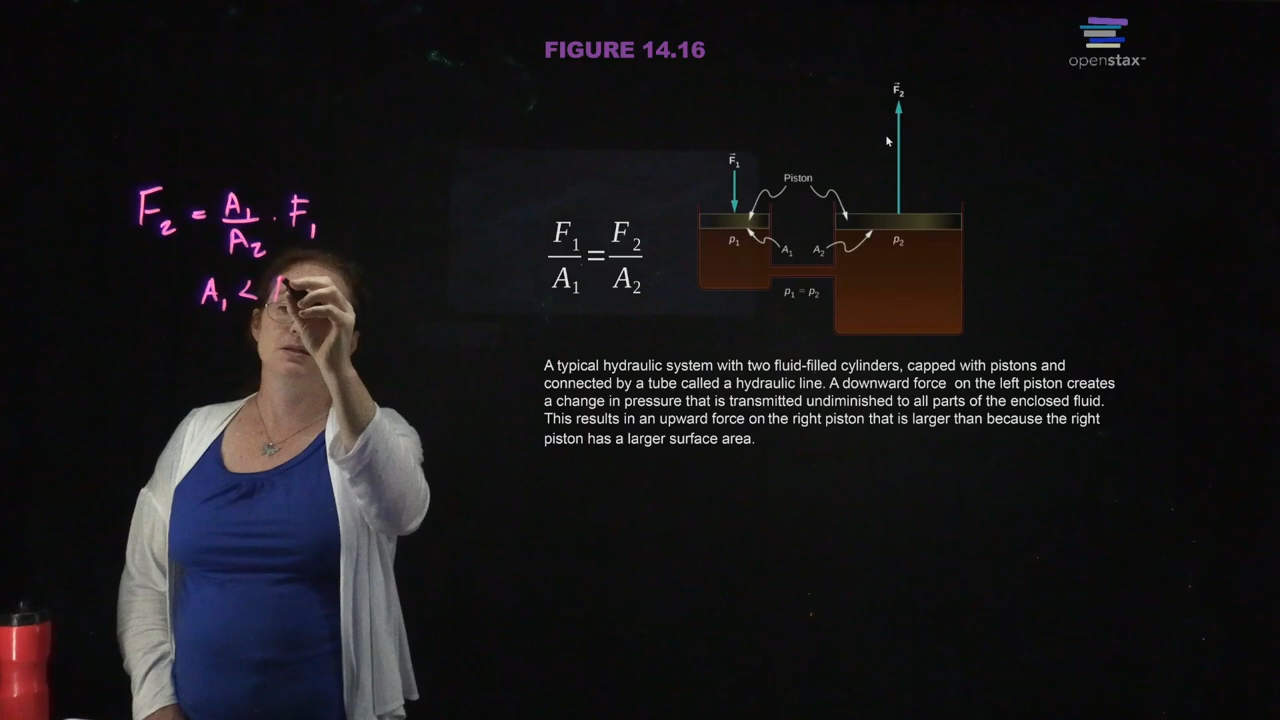 FIGURE 14.16
openstax™
F₂ = A₁/A₂ · F₁
A₁ <
F₁/A₁ = F₂/A₂
F⃗₁
F⃗₂
Piston
p₁
A₁
A₂
p₂
p₁ = p₂
A typical hydraulic system with two fluid-filled cylinders, capped with pistons and
connected by a tube called a hydraulic line. A downward force on the left piston creates
a change in pressure that is transmitted undiminished to all parts of the enclosed fluid.
This results in an upward force on the right piston that is larger than because the right
piston has a larger surface area.